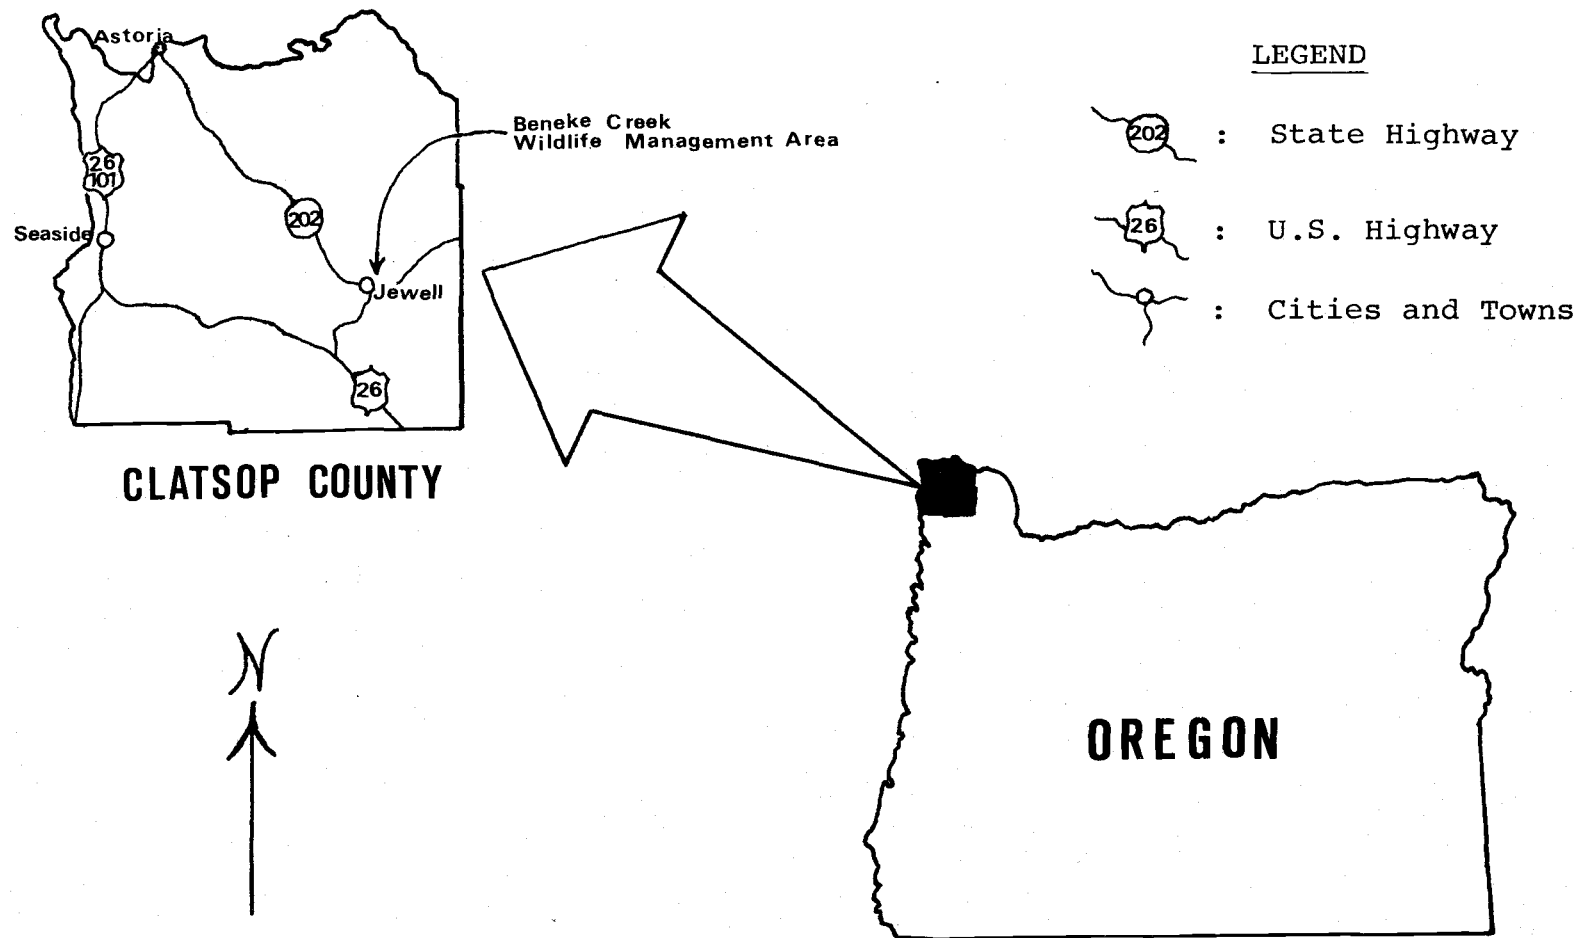 Astoria
Beneke Creek
Wildlife Management Area
26
101
202
Seaside
Jewell
26
CLATSOP COUNTY
LEGEND
202 : State Highway
26 : U.S. Highway
: Cities and Towns
N
OREGON